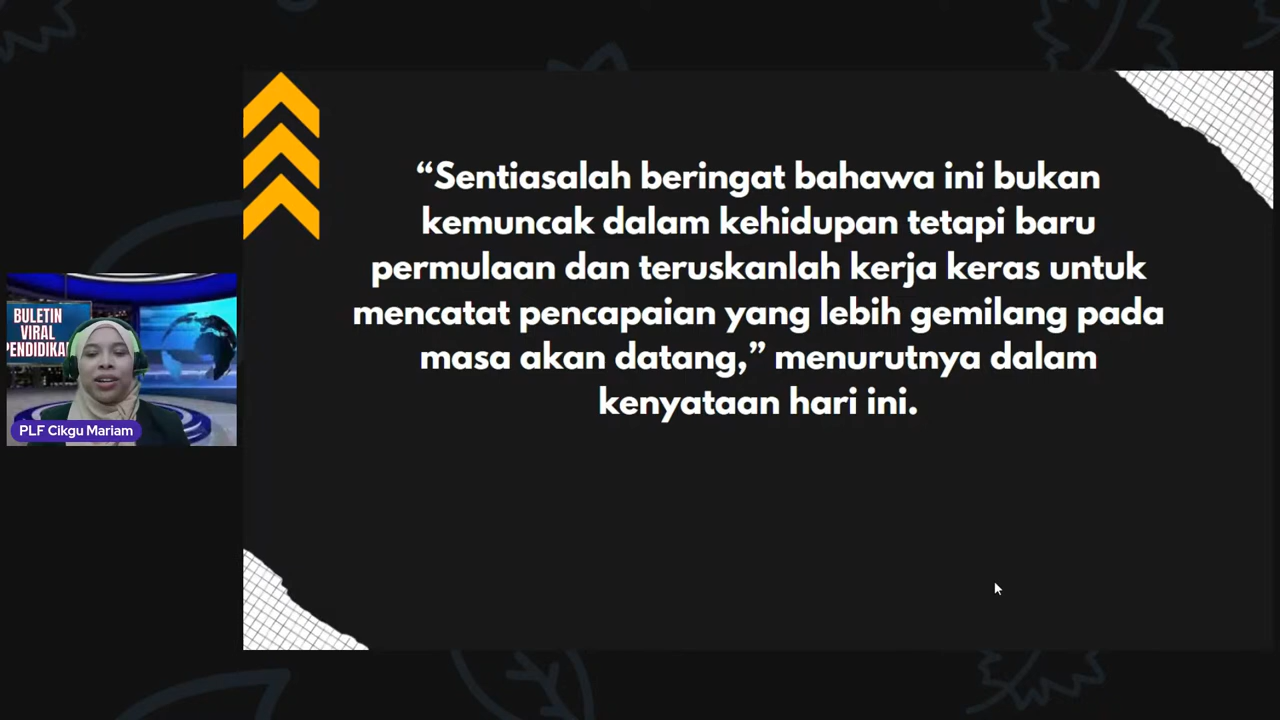 “Sentiasalah beringat bahawa ini bukan
kemuncak dalam kehidupan tetapi baru
permulaan dan teruskanlah kerja keras untuk
mencatat pencapaian yang lebih gemilang pada
masa akan datang,” menurutnya dalam
kenyataan hari ini.
BULETIN
VIRAL
PENDIDIKA
PLF Cikgu Mariam